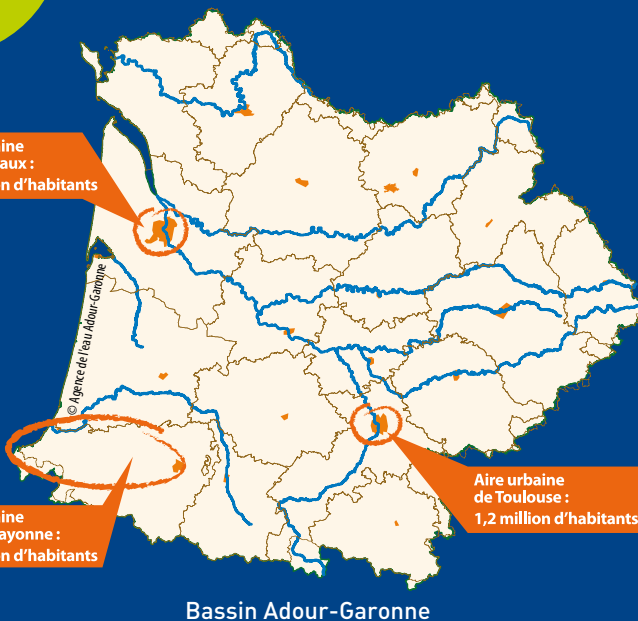 ine
aux :
n d'habitants
© Agence de l'eau Adour-Garonne
ine
ayonne :
n d'habitants
Aire urbaine
de Toulouse :
1,2 million d'habitants
Bassin Adour-Garonne